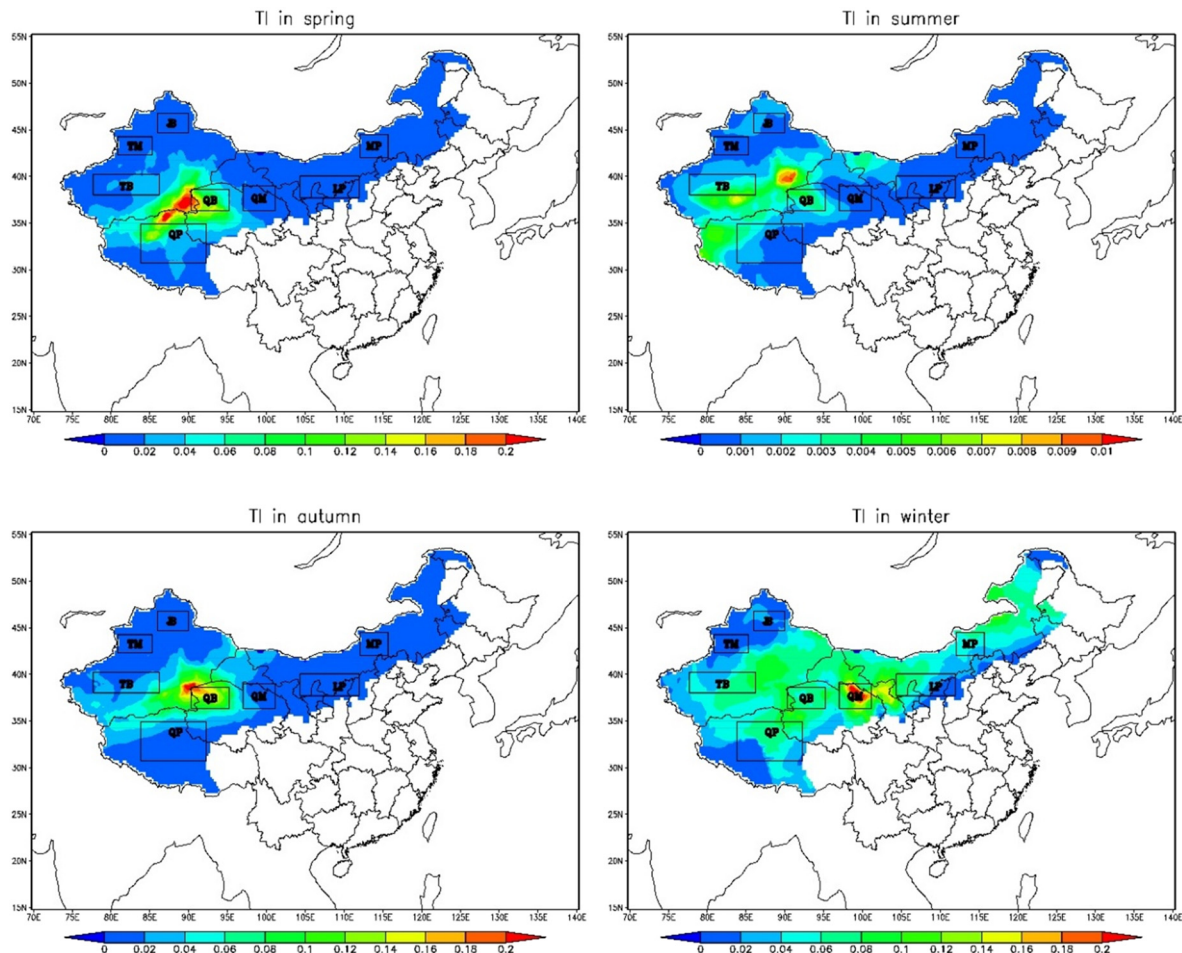 TI in spring
TI in summer
55N
50N
45N
40N
35N
30N
25N
20N
15N
JB
TM
MP
TB
QB
QM
LP
QP
70E 75E 80E 85E 90E 95E 100E 105E 110E 115E 120E 125E 130E 135E 140E
0 0.02 0.04 0.06 0.08 0.1 0.12 0.14 0.16 0.18 0.2
55N
50N
45N
40N
35N
30N
25N
20N
15N
JB
TM
MP
TB
QB
QM
LP
QP
70E 75E 80E 85E 90E 95E 100E 105E 110E 115E 120E 125E 130E 135E 140E
0 0.001 0.002 0.003 0.004 0.005 0.006 0.007 0.008 0.009 0.01
TI in autumn
TI in winter
55N
50N
45N
40N
35N
30N
25N
20N
15N
JB
TM
MP
TB
QB
QM
LP
QP
70E 75E 80E 85E 90E 95E 100E 105E 110E 115E 120E 125E 130E 135E 140E
0 0.02 0.04 0.06 0.08 0.1 0.12 0.14 0.16 0.18 0.2
55N
50N
45N
40N
35N
30N
25N
20N
15N
JB
TM
MP
TB
QB
QM
LP
QP
70E 75E 80E 85E 90E 95E 100E 105E 110E 115E 120E 125E 130E 135E 140E
0 0.02 0.04 0.06 0.08 0.1 0.12 0.14 0.16 0.18 0.2